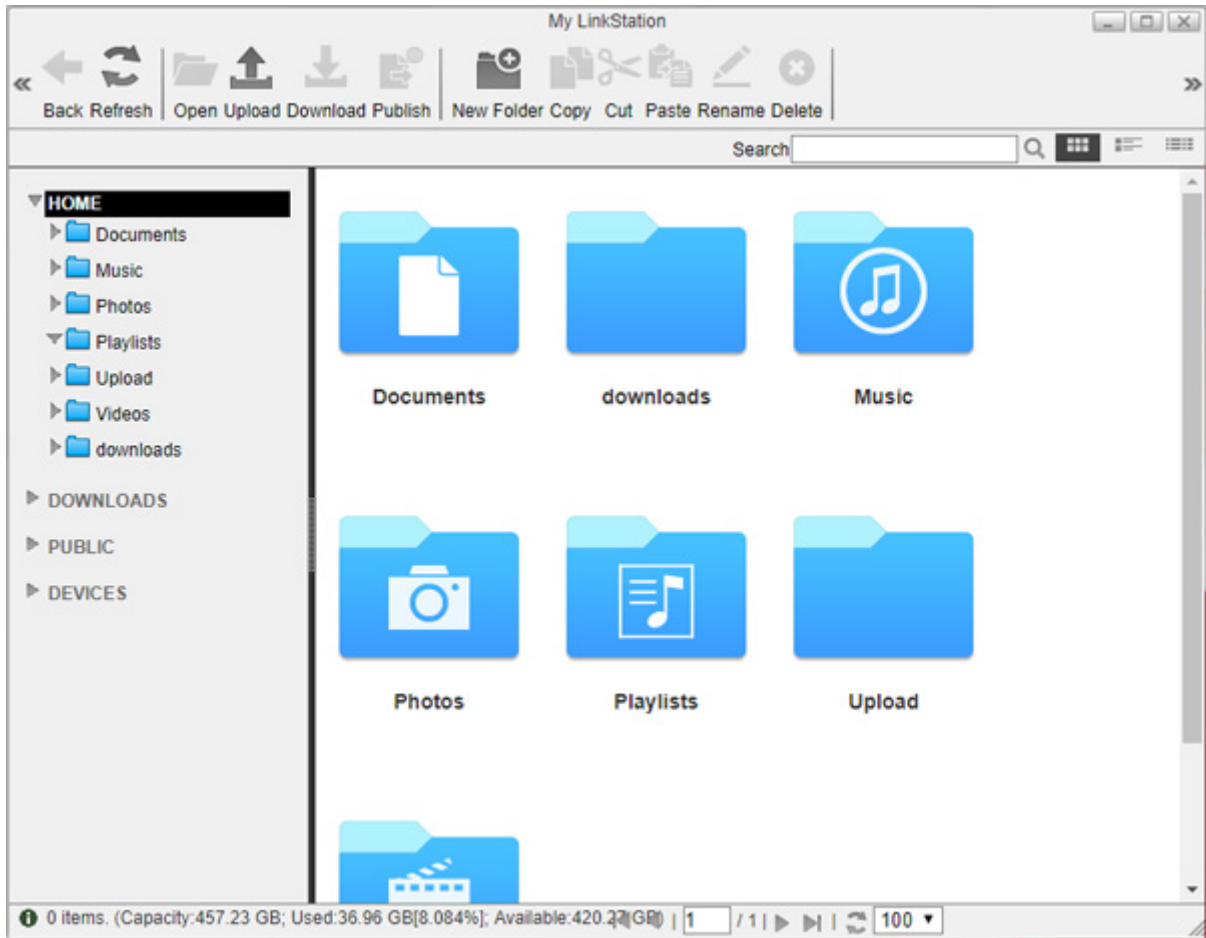 My LinkStation
Back Refresh Open Upload Download Publish New Folder Copy Cut Paste Rename Delete
Search
HOME
Documents
Music
Photos
Playlists
Upload
Videos
downloads
DOWNLOADS
PUBLIC
DEVICES
Documents downloads Music
Photos Playlists Upload
0 items. (Capacity:457.23 GB; Used:36.96 GB[8.084%]; Available:420.27 GB) | 1 / 1 | | 100